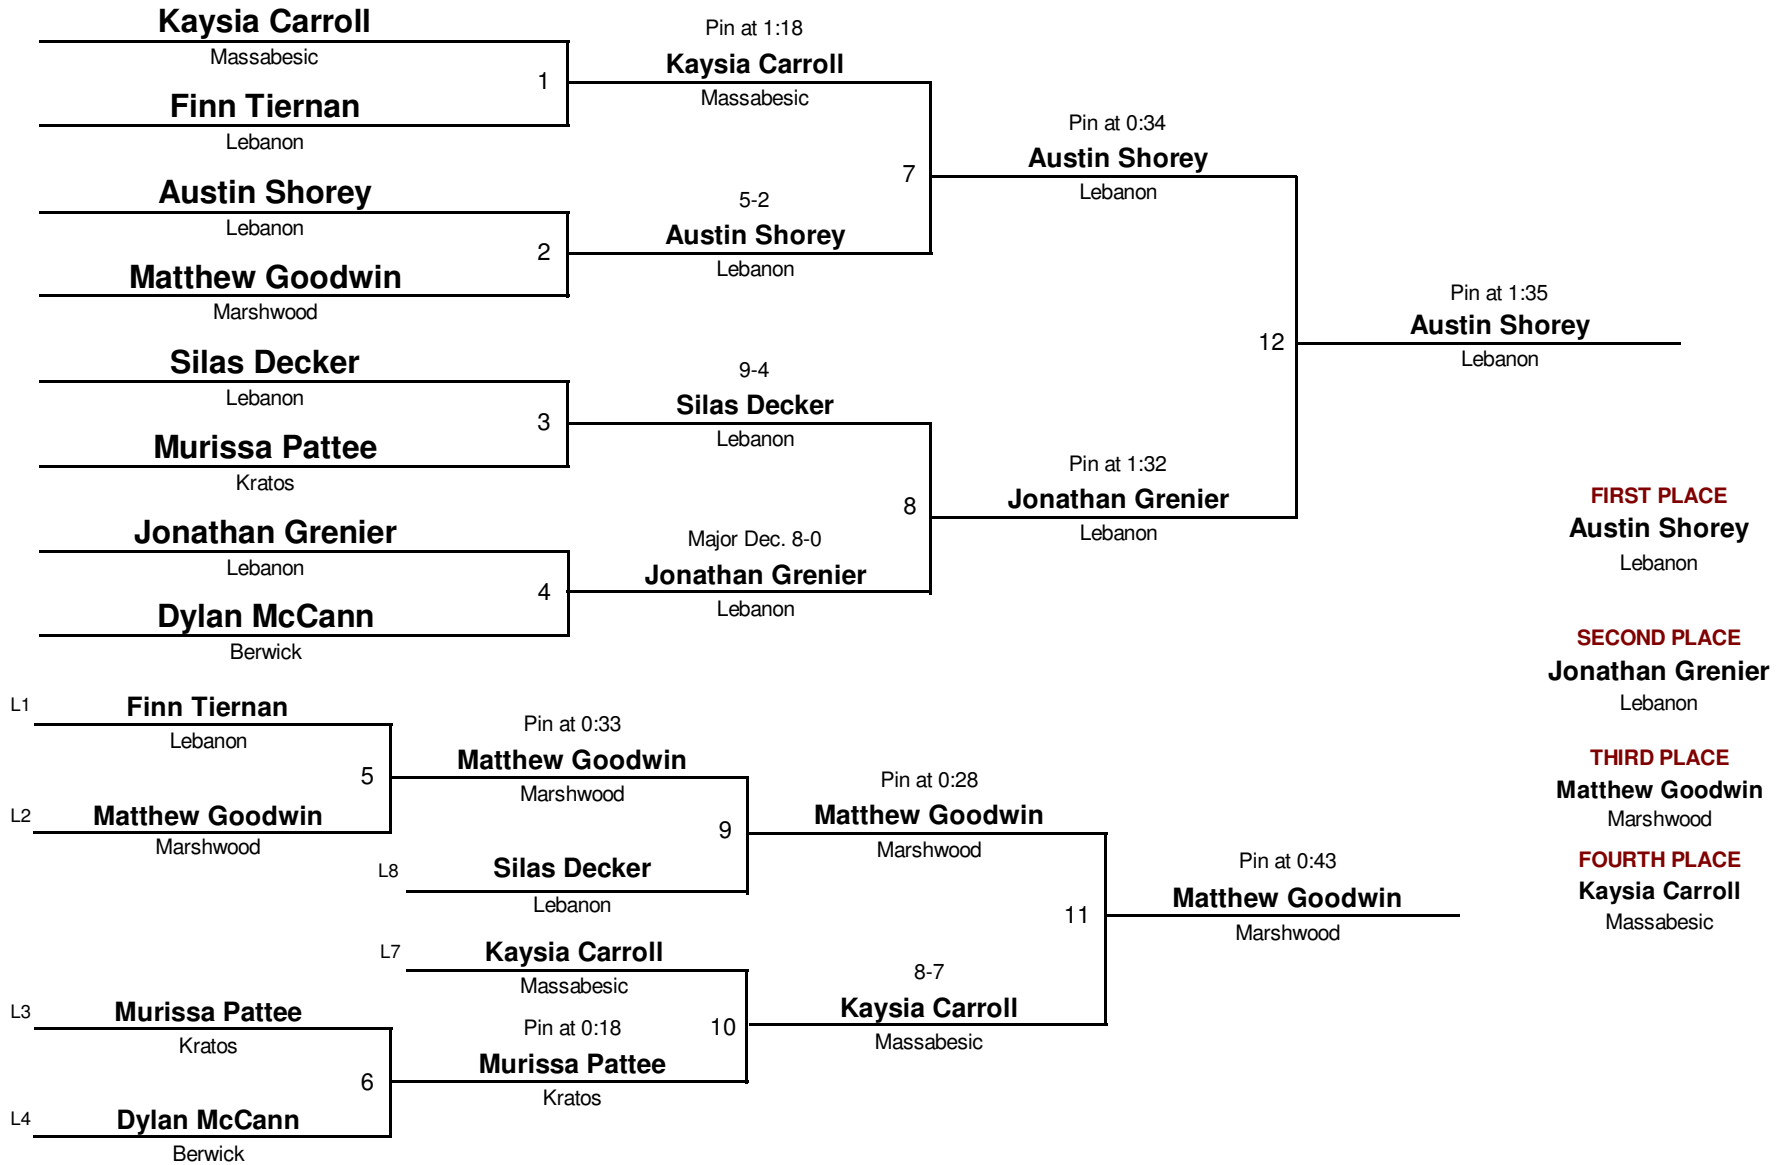 Kaysia Carroll
Massabesic
1
Finn Tiernan
Lebanon
Austin Shorey
Lebanon
2
Matthew Goodwin
Marshwood
Silas Decker
Lebanon
3
Murissa Pattee
Kratos
Jonathan Grenier
Lebanon
4
Dylan McCann
Berwick
Pin at 1:18
Kaysia Carroll
Massabesic
7
5-2
Austin Shorey
Lebanon
9-4
Silas Decker
Lebanon
8
Major Dec. 8-0
Jonathan Grenier
Lebanon
Pin at 0:34
Austin Shorey
Lebanon
12
Pin at 1:32
Jonathan Grenier
Lebanon
Pin at 1:35
Austin Shorey
Lebanon
FIRST PLACE
Austin Shorey
Lebanon
SECOND PLACE
Jonathan Grenier
Lebanon
THIRD PLACE
Matthew Goodwin
Marshwood
FOURTH PLACE
Kaysia Carroll
Massabesic
L1 Finn Tiernan
Lebanon
5
L2 Matthew Goodwin
Marshwood
L3 Murissa Pattee
Kratos
6
L4 Dylan McCann
Berwick
Pin at 0:33
Matthew Goodwin
Marshwood
9
L8 Silas Decker
Lebanon
L7 Kaysia Carroll
Massabesic
10
Pin at 0:18
Murissa Pattee
Kratos
Pin at 0:28
Matthew Goodwin
Marshwood
11
8-7
Kaysia Carroll
Massabesic
Pin at 0:43
Matthew Goodwin
Marshwood